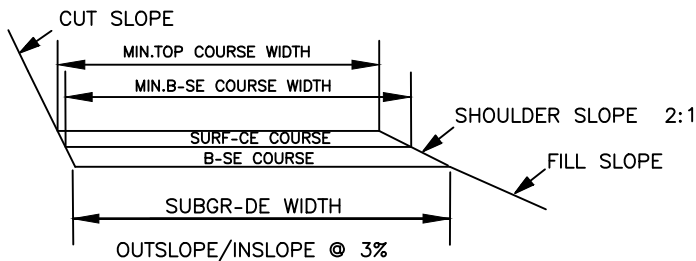 CUT SLOPE
MIN.TOP COURSE WIDTH
MIN.B-SE COURSE WIDTH
SHOULDER SLOPE 2:1
SURF-CE COURSE
B-SE COURSE
FILL SLOPE
SUBGR-DE WIDTH
OUTSLOPE/INSLOPE @ 3%